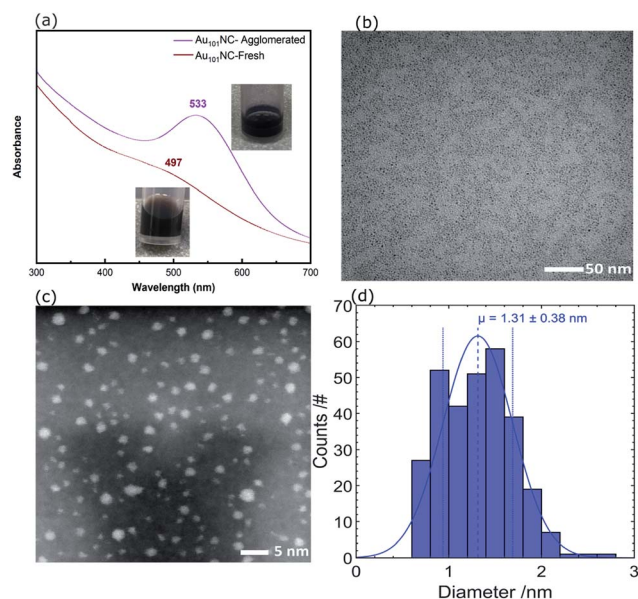 (a)
Au101NC- Agglomerated
Au101NC-Fresh
533
497
Absorbance
300 400 500 600 700
Wavelength (nm)
(b)
50 nm
(c)
5 nm
(d)
70
60
50
40
30
20
10
0
Counts /#
μ = 1.31 ± 0.38 nm
0 1 2 3
Diameter /nm